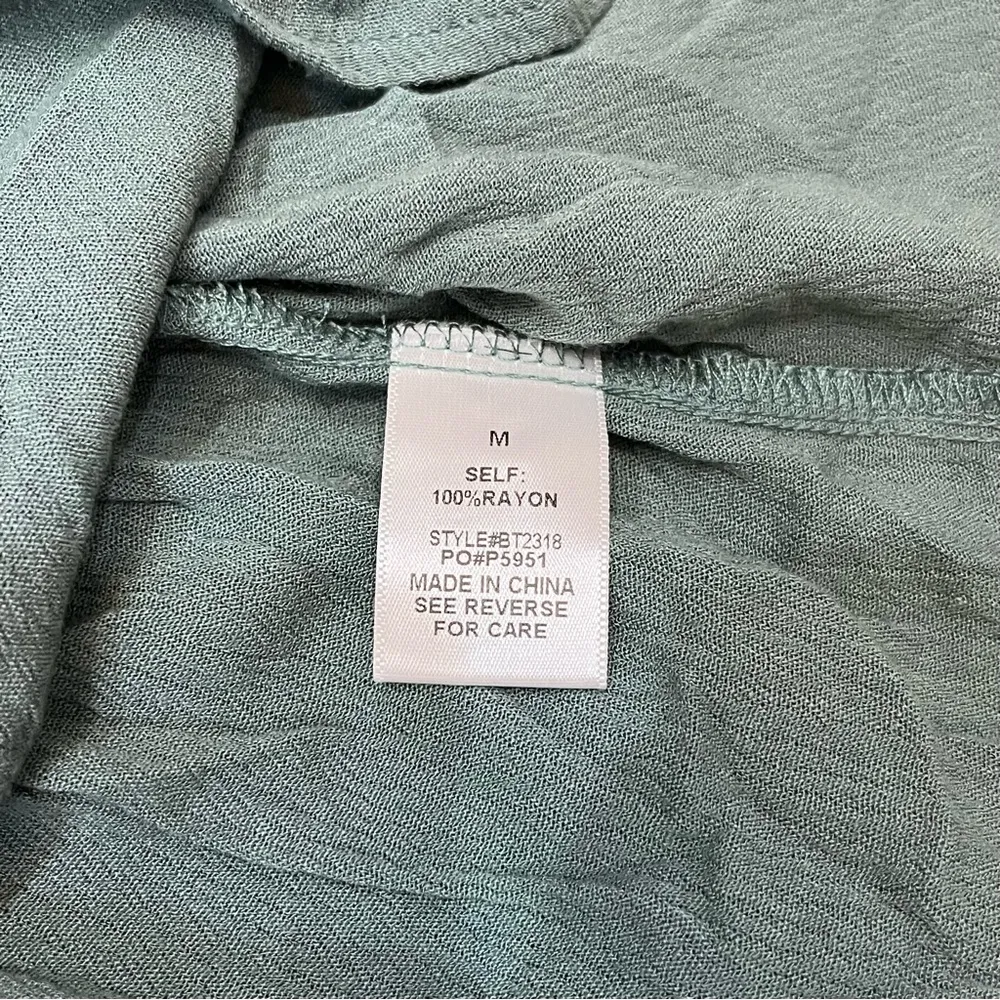 M
SELF:
100%RAYON
STYLE#BT2318
PO#P5951
MADE IN CHINA
SEE REVERSE
FOR CARE